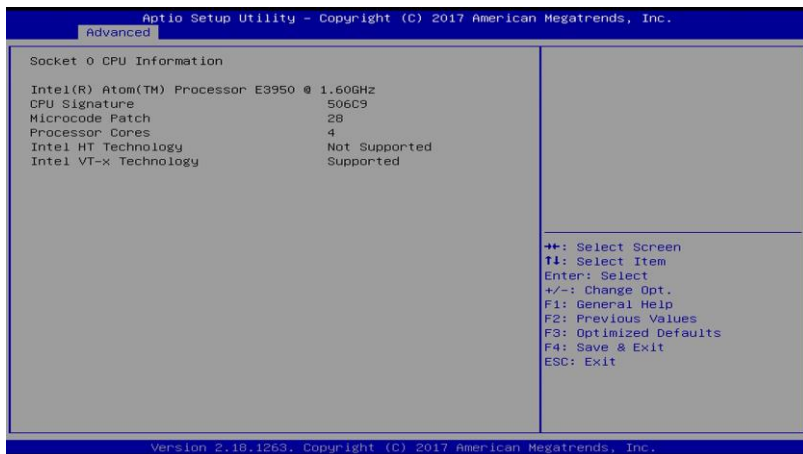 Aptio Setup Utility – Copyright (C) 2017 American Megatrends, Inc.
Advanced
Socket 0 CPU Information
Intel(R) Atom(TM) Processor E3950 @ 1.60GHz
CPU Signature 506C9
Microcode Patch 28
Processor Cores 4
Intel HT Technology Not Supported
Intel VT-x Technology Supported
→←: Select Screen
↑↓: Select Item
Enter: Select
+/-: Change Opt.
F1: General Help
F2: Previous Values
F3: Optimized Defaults
F4: Save & Exit
ESC: Exit
Version 2.18.1263. Copyright (C) 2017 American Megatrends, Inc.